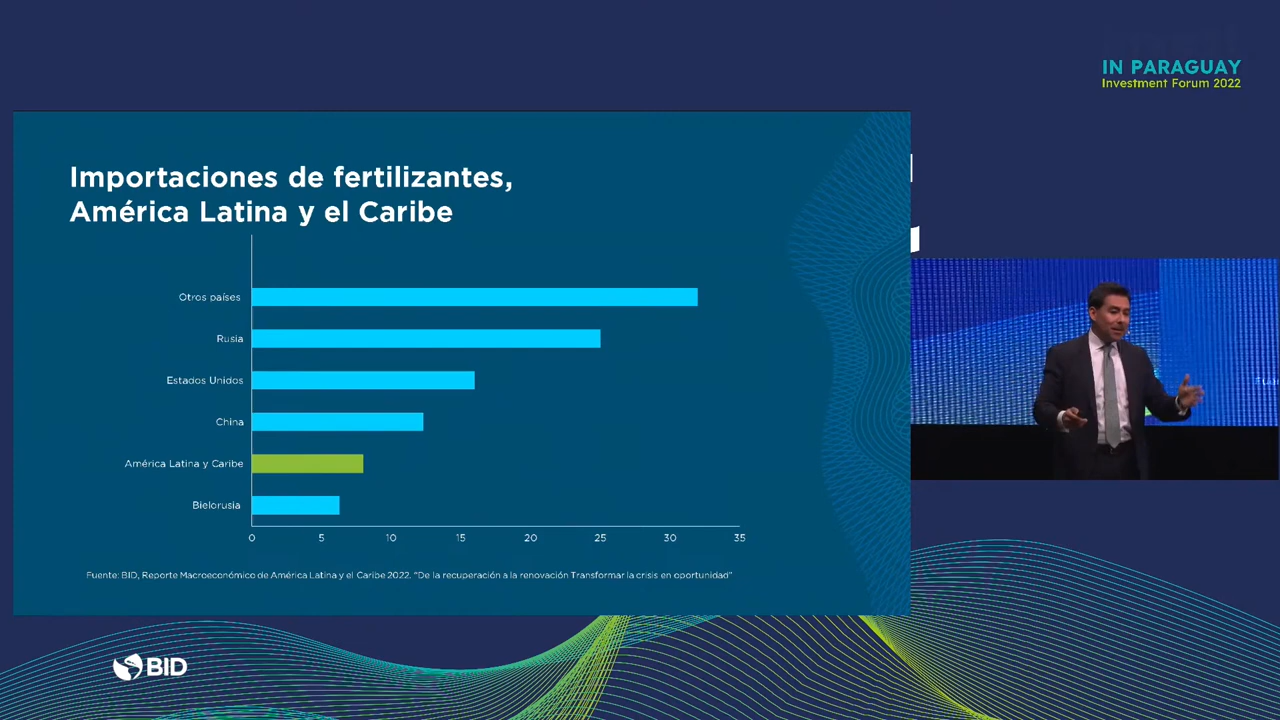 IN PARAGUAY
Investment Forum 2022
Importaciones de fertilizantes,
América Latina y el Caribe
Otros países
Rusia
Estados Unidos
China
América Latina y Caribe
Bielorusia
0 5 10 15 20 25 30 35
Fuente: BID, Reporte Macroeconómico de América Latina y el Caribe 2022. "De la recuperación a la renovación Transformar la crisis en oportunidad"
BID